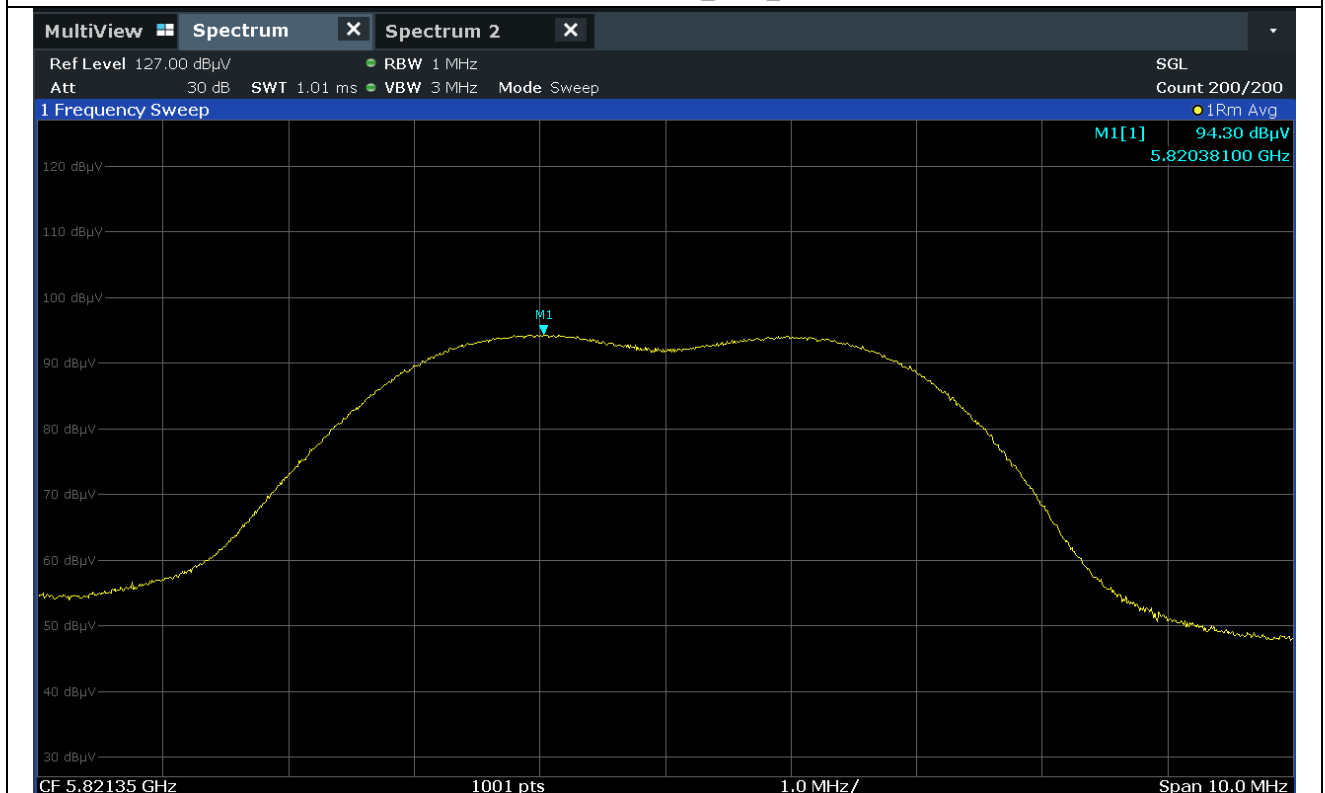 MultiView Spectrum X Spectrum 2 X
Ref Level 127.00 dBµV RBW 1 MHz SGL
Att 30 dB SWT 1.01 ms VBW 3 MHz Mode Sweep Count 200/200
1 Frequency Sweep 1Rm Avg
M1[1] 94.30 dBµV
5.82038100 GHz
120 dBµV
110 dBµV
100 dBµV
M1
90 dBµV
80 dBµV
70 dBµV
60 dBµV
50 dBµV
40 dBµV
30 dBµV
CF 5.82135 GHz 1001 pts 1.0 MHz/ Span 10.0 MHz